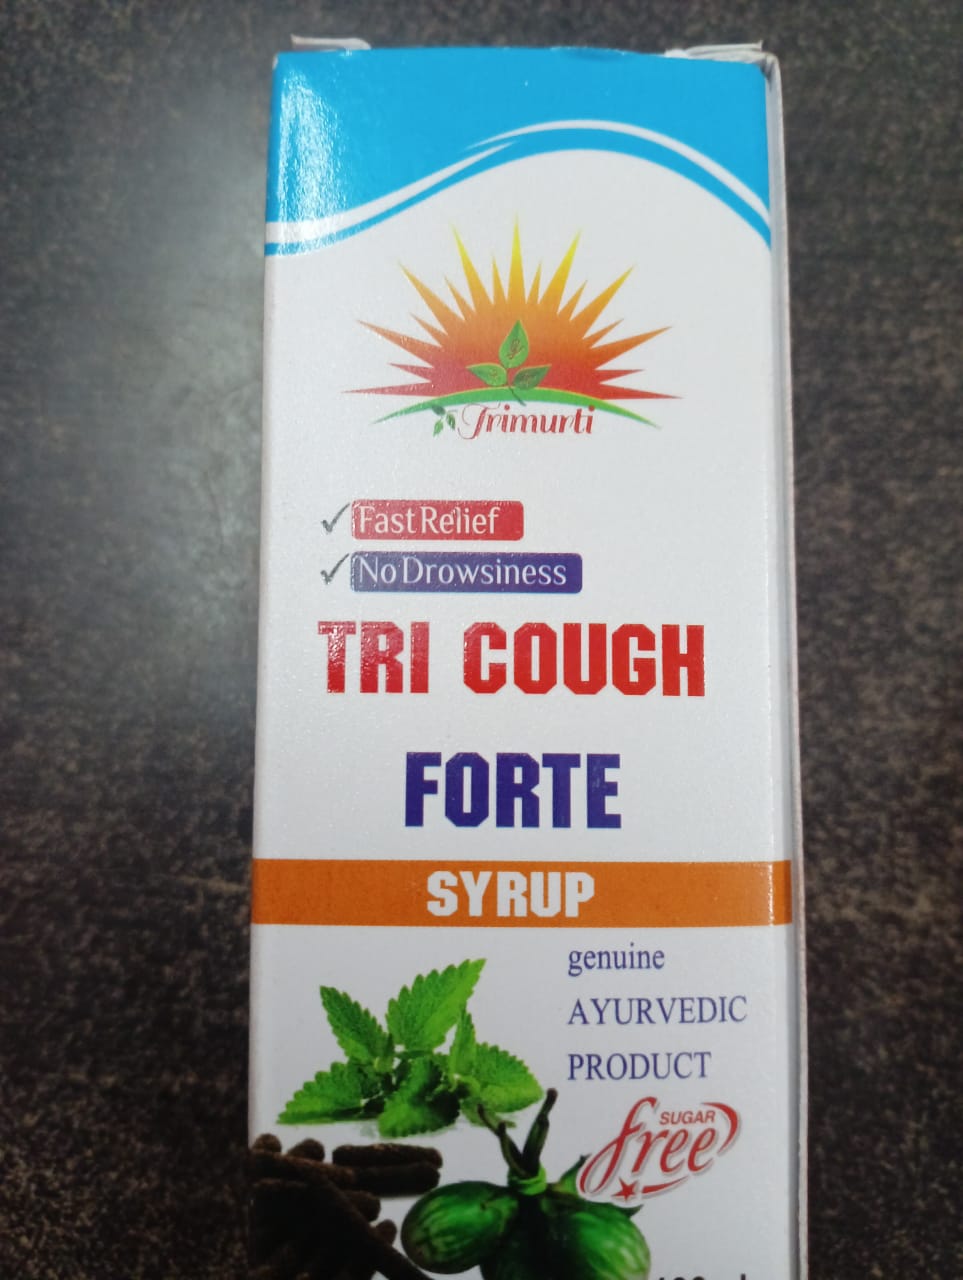 Trimurti
Fast Relief
No Drowsiness
TRI COUGH
FORTE
SYRUP
genuine
AYURVEDIC
PRODUCT
SUGAR
free